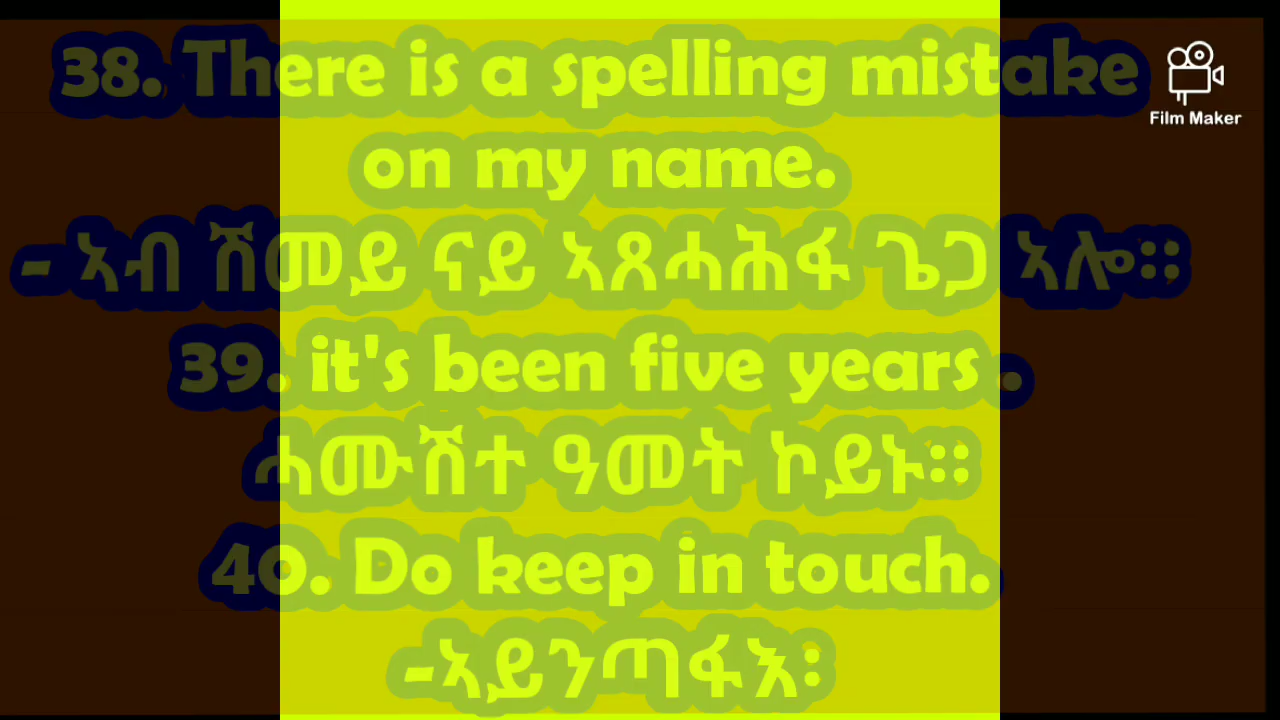 38. There is a spelling mistake
Film Maker
on my name.
- ኣብ ሽመይ ናይ ኣጸሓሕፋ ጌጋ ኣሎ።
39. it's been five years .
ሓሙሽተ ዓመት ኮይኑ።
40. Do keep in touch.
-ኣይንጣፋእ፥